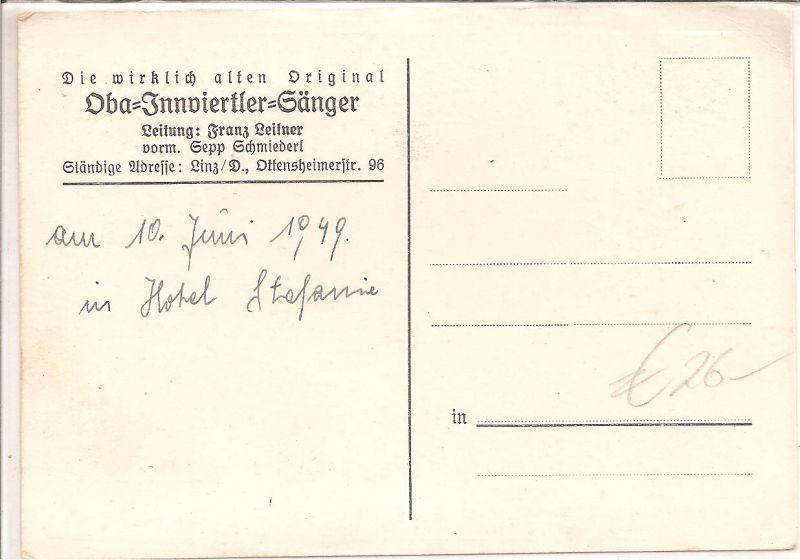 Die wirklich alten Original
Oba=Innviertler=Sänger
Leitung: Franz Leitner
vorm. Sepp Schmiederl
Ständige Adresse: Linz/D., Ottensheimerstr. 96
am 10. Juni 1949.
in Hotel Stefanie
€ 26-
in